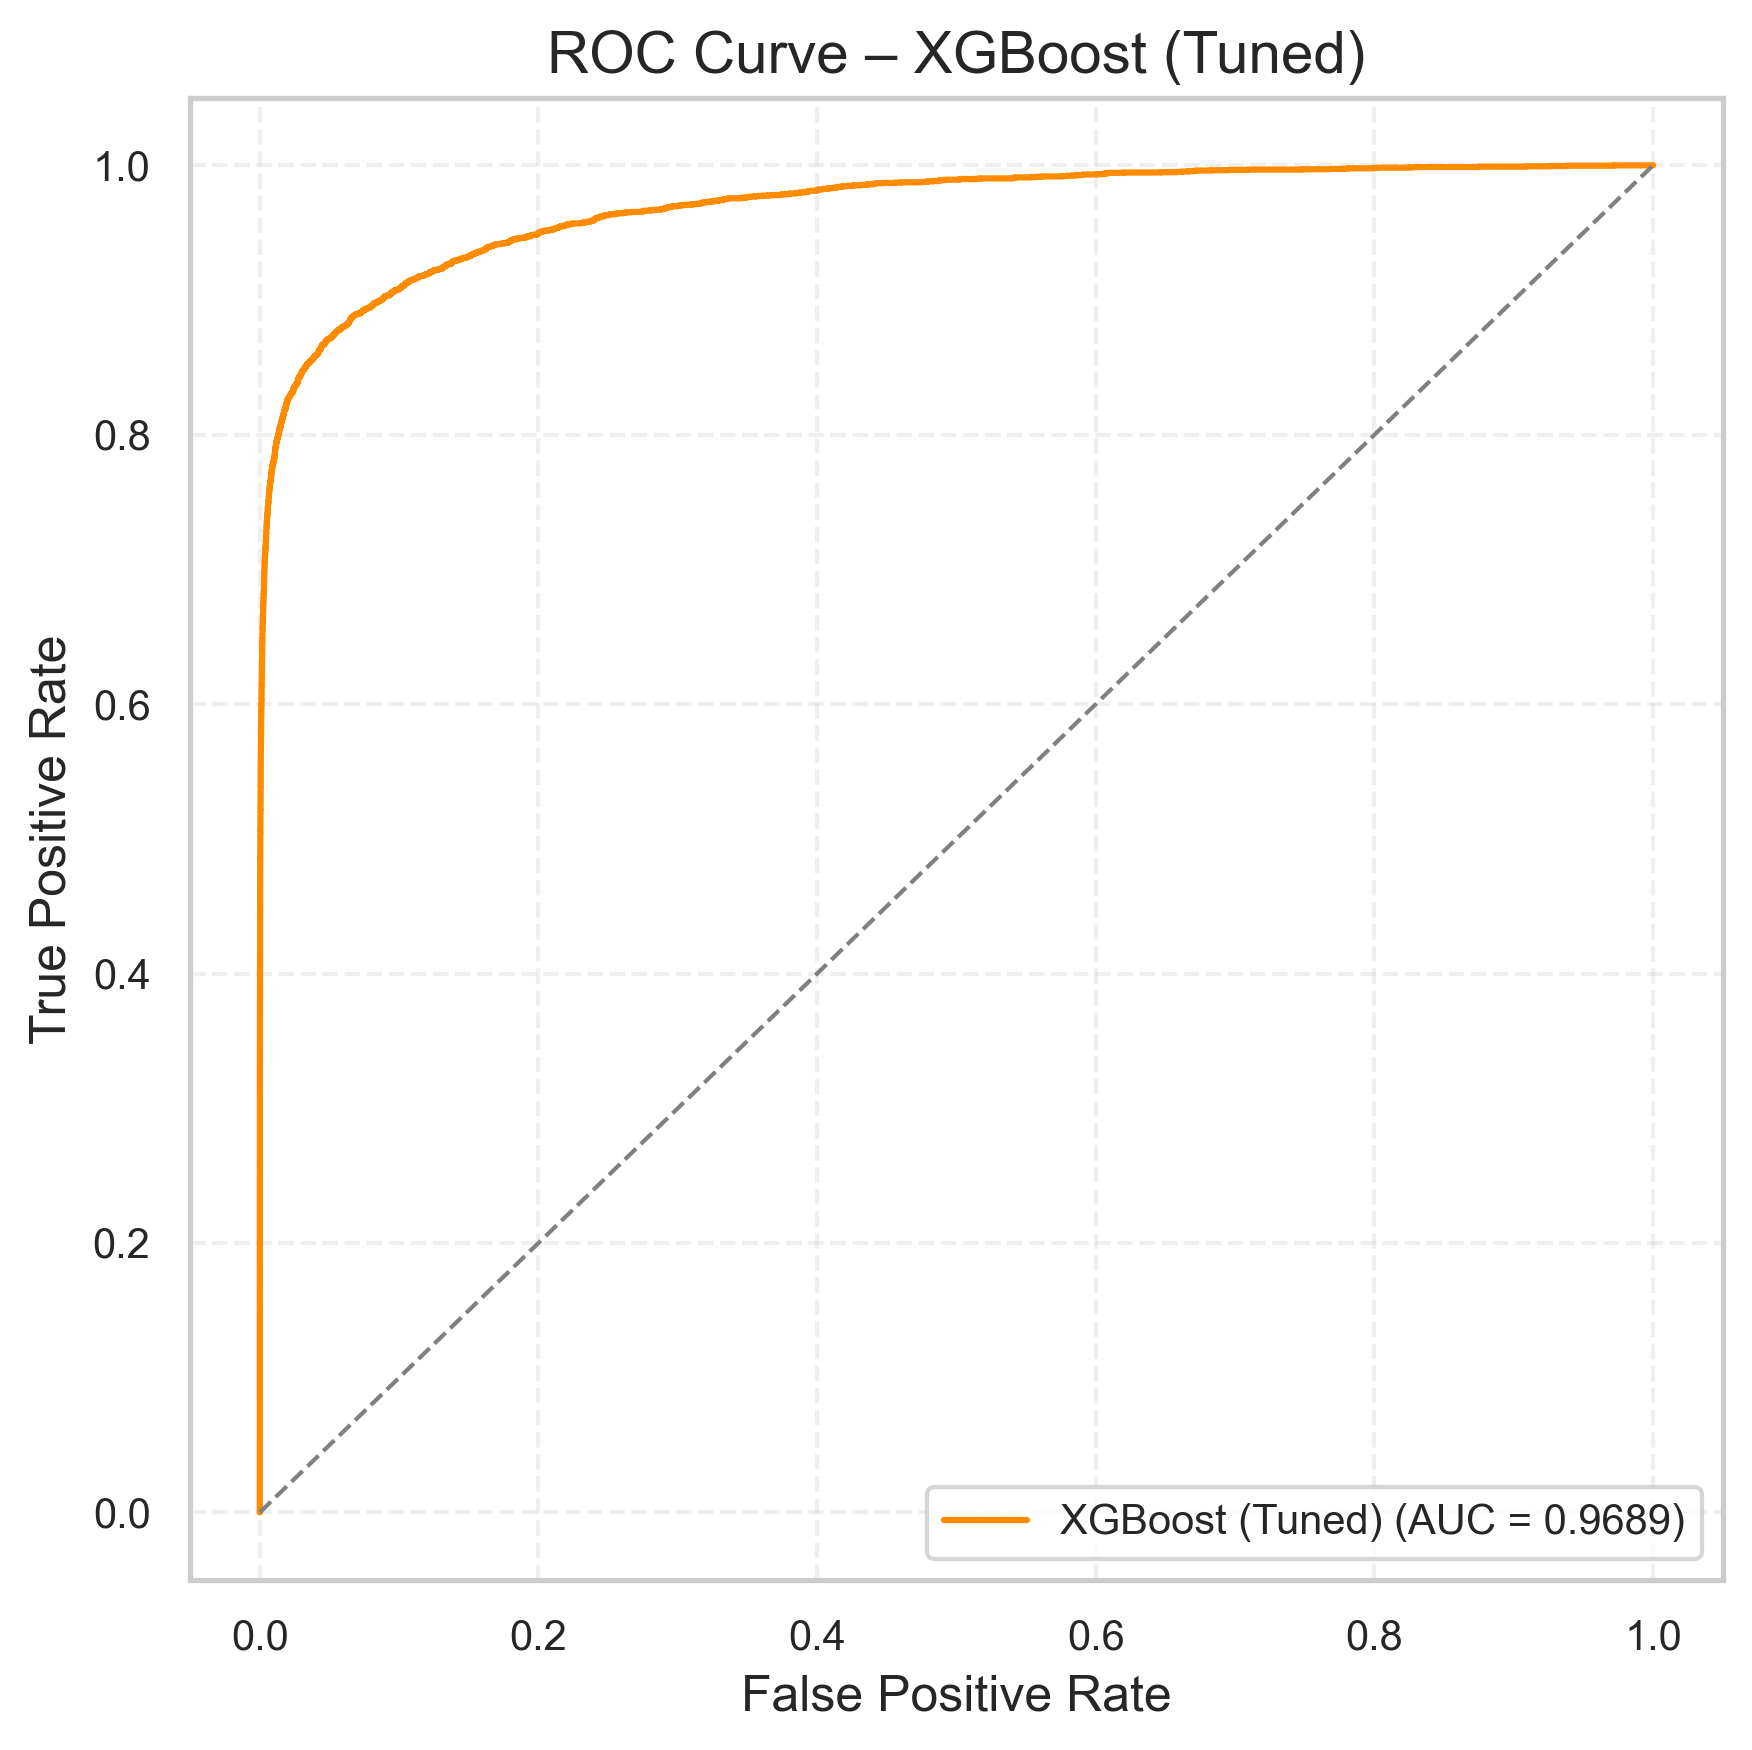 ROC Curve – XGBoost (Tuned)
True Positive Rate
1.0
0.8
0.6
0.4
0.2
0.0
XGBoost (Tuned) (AUC = 0.9689)
0.0 0.2 0.4 0.6 0.8 1.0
False Positive Rate